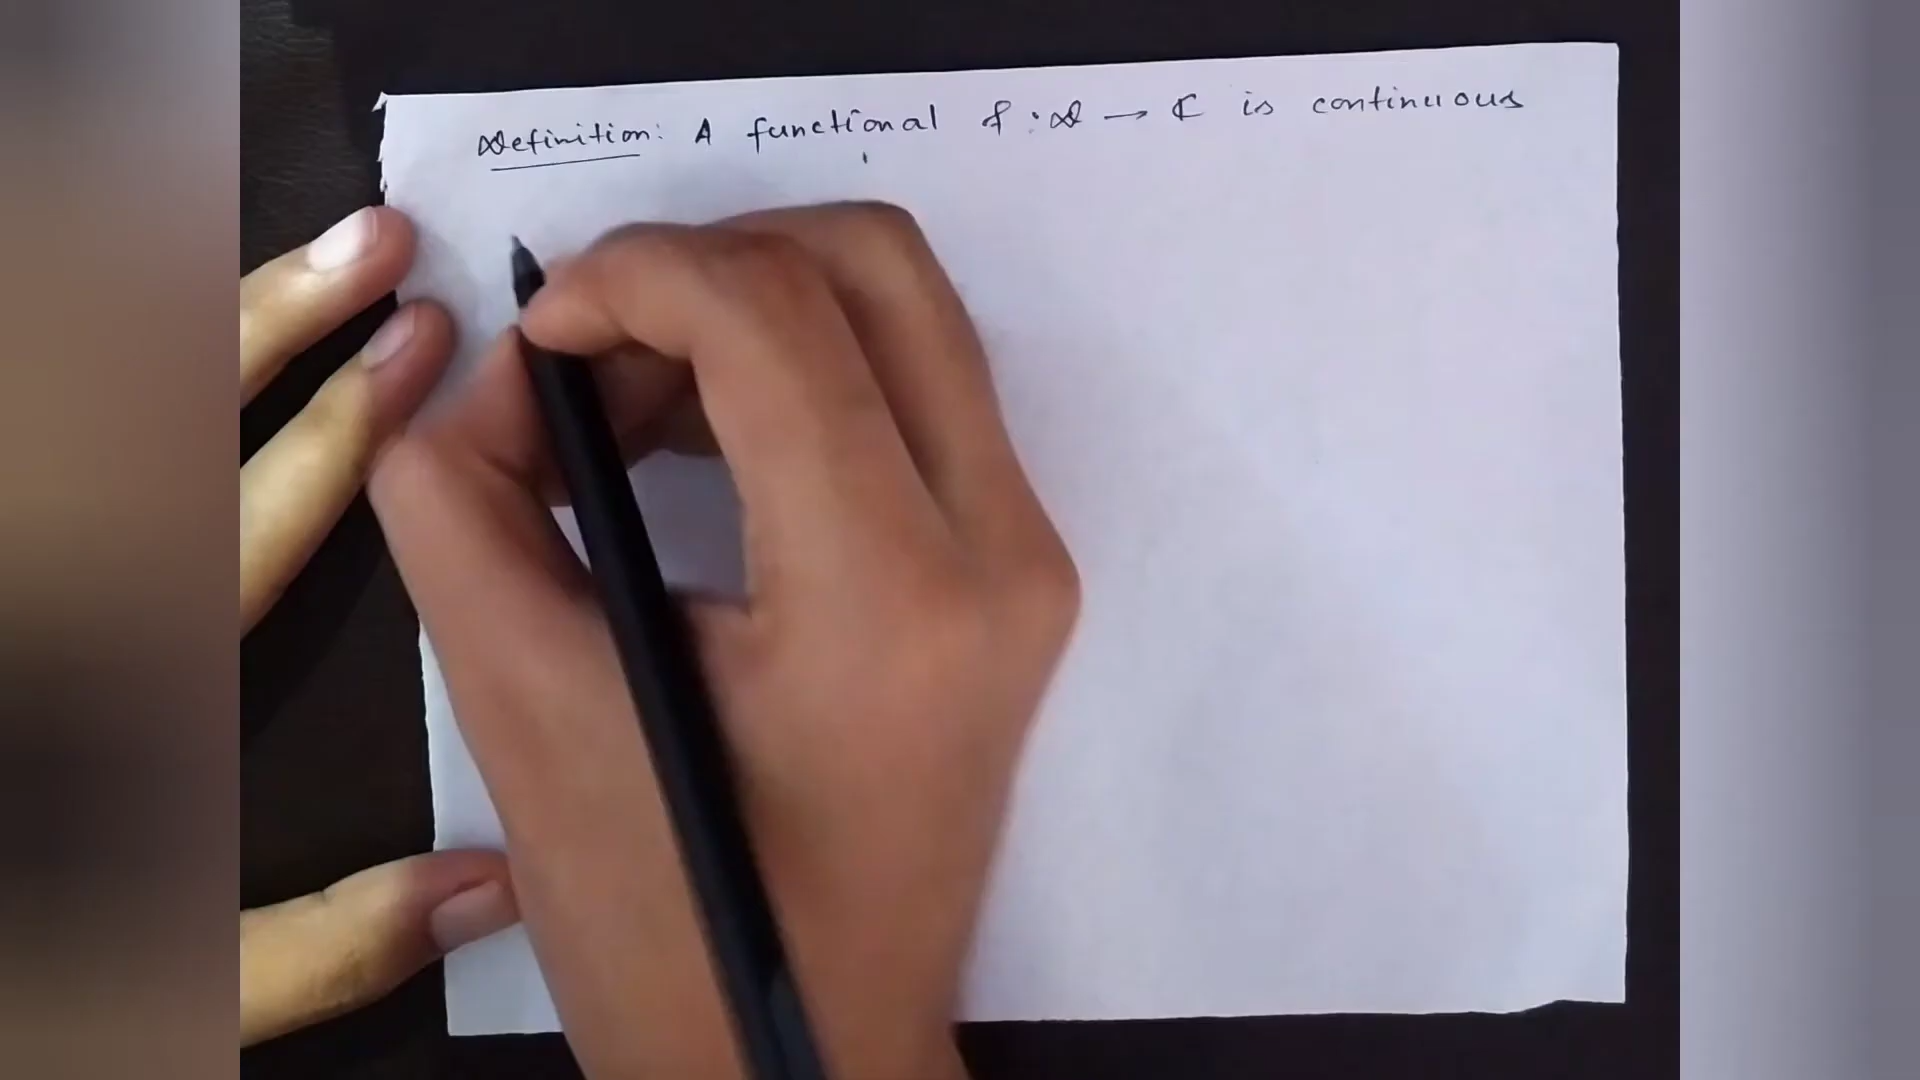 Definition: A functional f : 𝒟 → ℂ is continuous